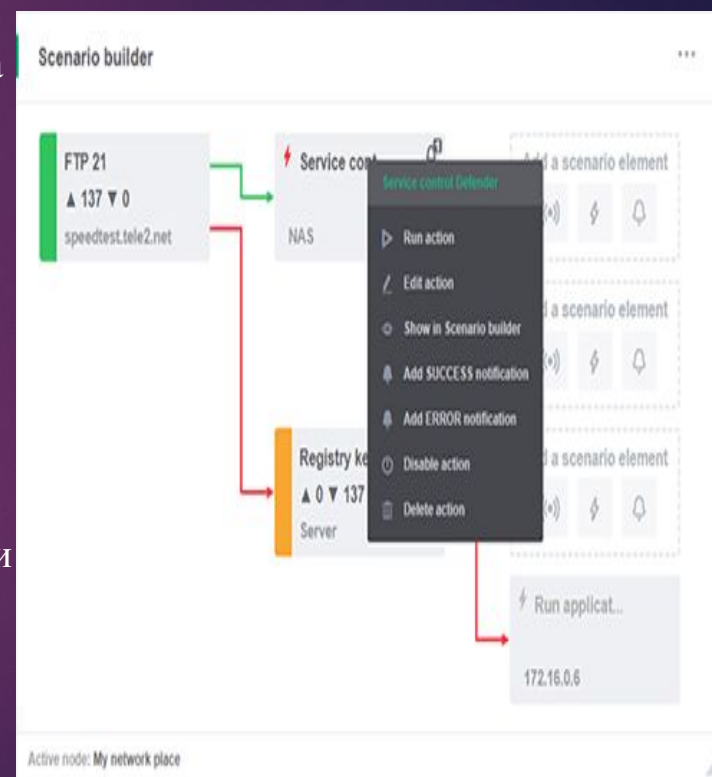 Scenario builder
...
FTP 21
▲ 137 ▼ 0
speedtest.tele2.net
Service cont
NAS
Service control Defender
Run action
Edit action
Show in Scenario builder
Add SUCCESS notification
Add ERROR notification
Disable action
Delete action
a scenario element
a scenario element
a scenario element
Registry ke
▲ 0 ▼ 137
Server
Run applicat...
172.16.0.6
Active node: My network place
и